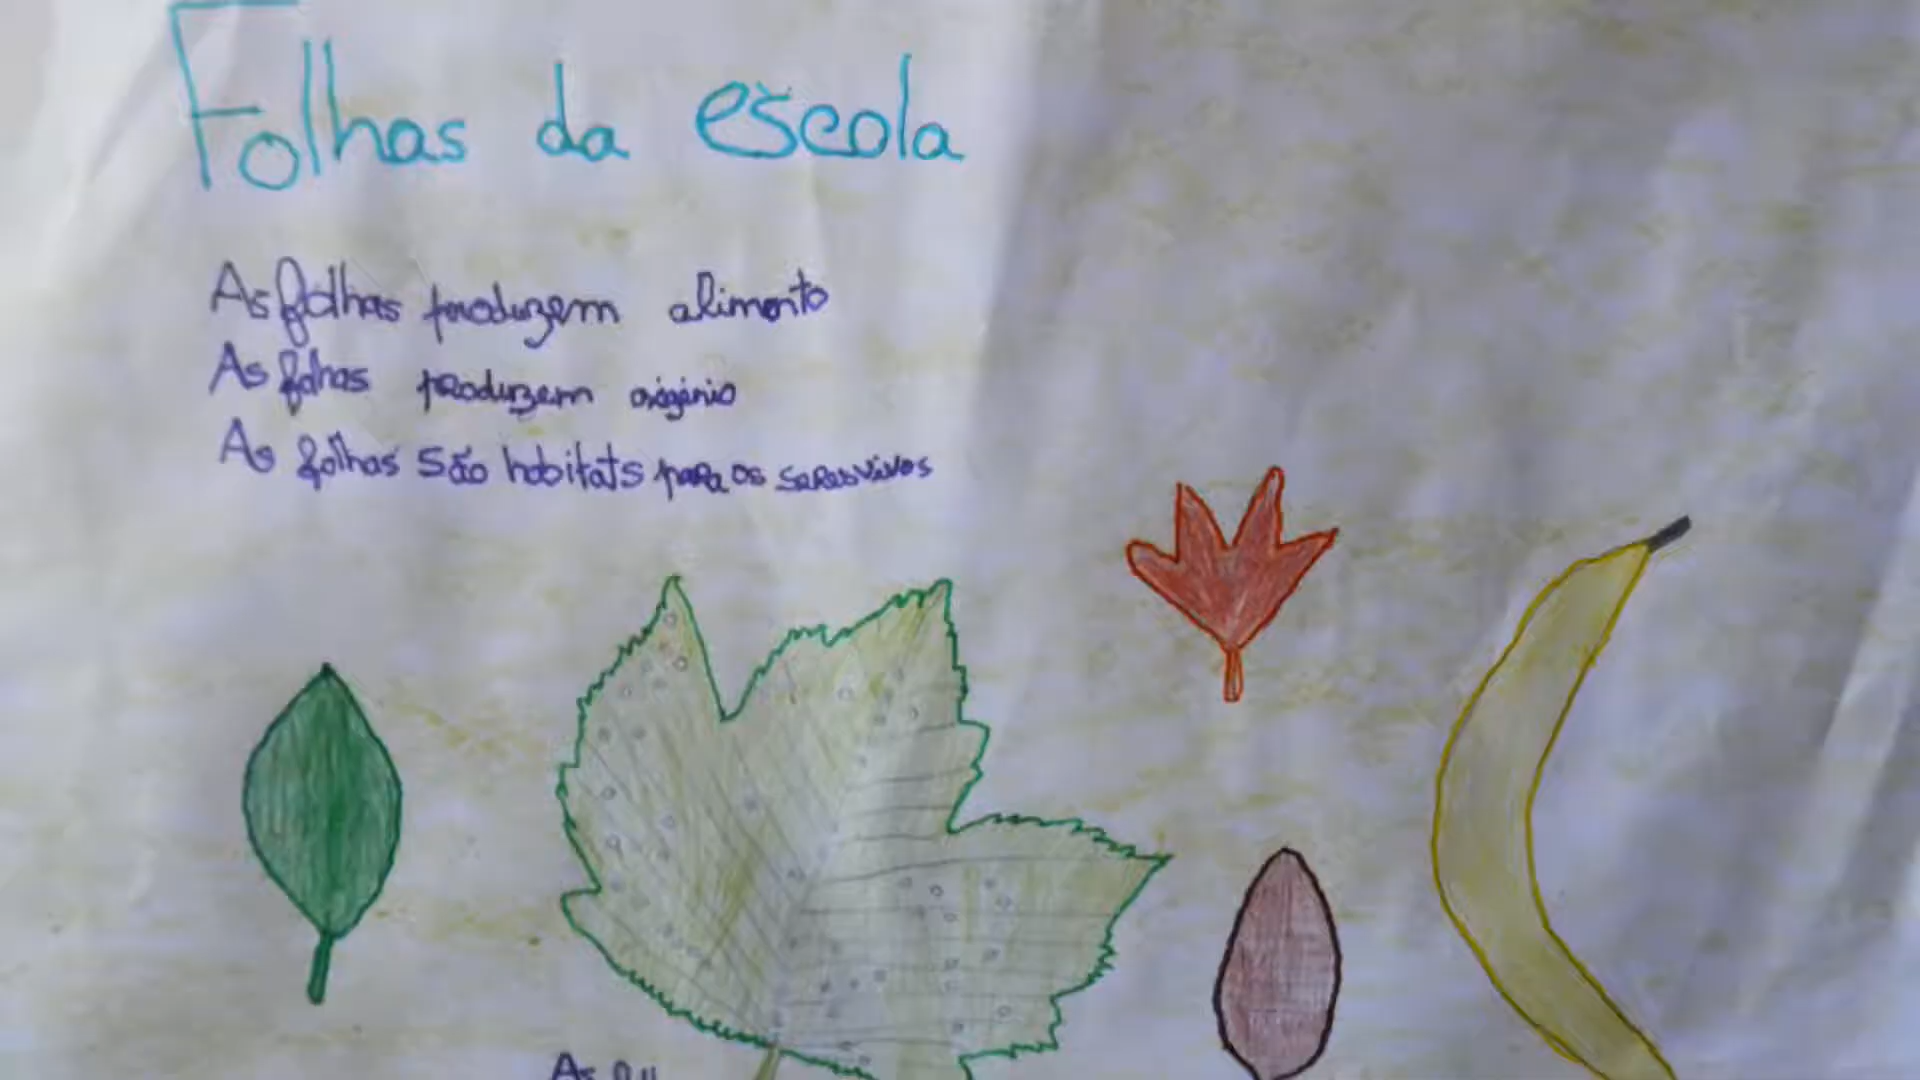 Folhas da escola
As folhas produzem alimento
As folhas produzem oxigénio
As folhas são habitats para os seres vivos
As